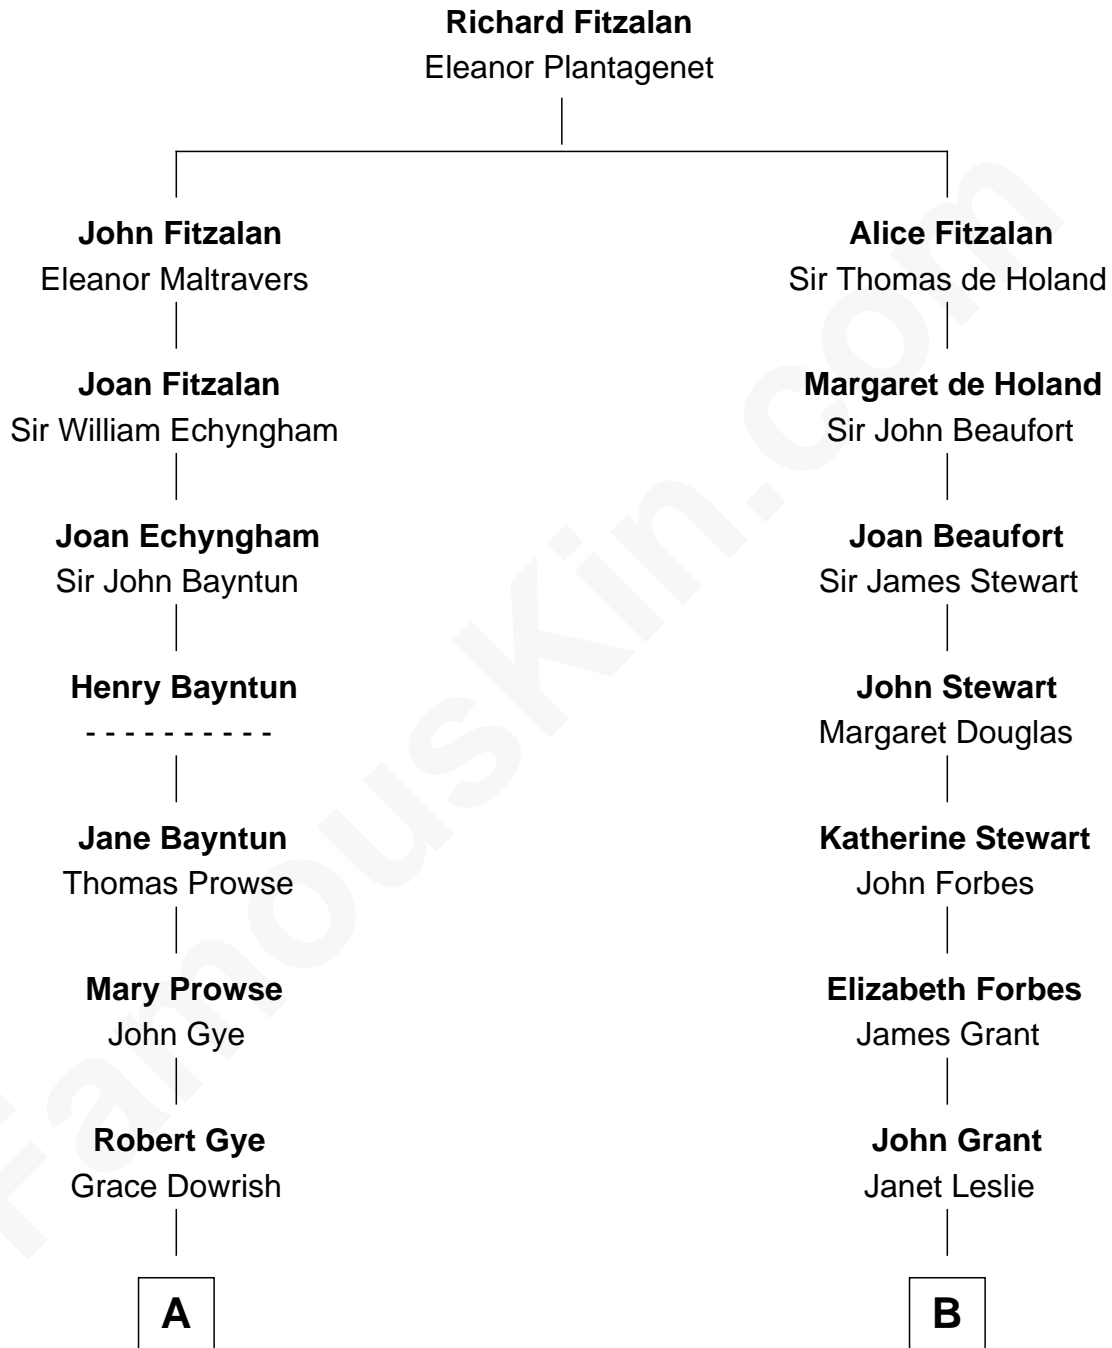 Richard Fitzalan
Eleanor Plantagenet
John Fitzalan
Eleanor Maltravers
Joan Fitzalan
Sir William Echyngham
Joan Echyngham
Sir John Bayntun
Henry Bayntun
- - - - - - - - - -
Jane Bayntun
Thomas Prowse
Mary Prowse
John Gye
Robert Gye
Grace Dowrish
A
Alice Fitzalan
Sir Thomas de Holand
Margaret de Holand
Sir John Beaufort
Joan Beaufort
Sir James Stewart
John Stewart
Margaret Douglas
Katherine Stewart
John Forbes
Elizabeth Forbes
James Grant
John Grant
Janet Leslie
B
FamousKin.com